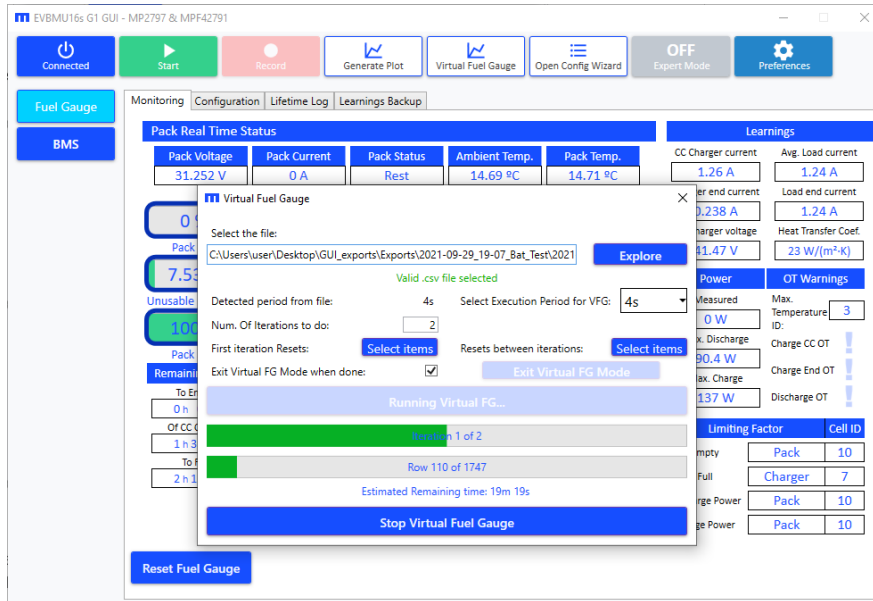 EVBMU16s G1 GUI - MP2797 & MPF42791
Connected
Start
Record
Generate Plot
Virtual Fuel Gauge
Open Config Wizard
OFF
Expert Mode
Preferences
Fuel Gauge
BMS
Monitoring Configuration Lifetime Log Learnings Backup
Pack Real Time Status
Pack Voltage Pack Current Pack Status Ambient Temp. Pack Temp.
31.252 V 0 A Rest 14.69 ºC 14.71 ºC
Learnings
CC Charger current Avg. Load current
1.26 A 1.24 A
end current Load end current
0.238 A 1.24 A
voltage Heat Transfer Coef.
41.47 V 23 W/(m²·K)
Power OT Warnings
Measured Max. Temperature ID: 3
0 W
Discharge Charge CC OT
90.4 W
Max. Charge Charge End OT
137 W Discharge OT
Limiting Factor Cell ID
Pack 10
Full Charger 7
Power Pack 10
Power Pack 10
0
Pack
7.53
Unusable
100
Pack
To
0 h
Of CC
1 h 3
To
2 h 1
Virtual Fuel Gauge
Select the file:
C:\Users\user\Desktop\GUI_exports\Exports\2021-09-29_19-07_Bat_Test\2021 Explore
Valid .csv file selected
Detected period from file: 4s Select Execution Period for VFG: 4s
Num. Of Iterations to do: 2
First iteration Resets: Select items Resets between iterations: Select items
Exit Virtual FG Mode when done: Exit Virtual FG Mode
Running Virtual FG...
Iteration 1 of 2
Row 110 of 1747
Estimated Remaining time: 19m 19s
Stop Virtual Fuel Gauge
Reset Fuel Gauge